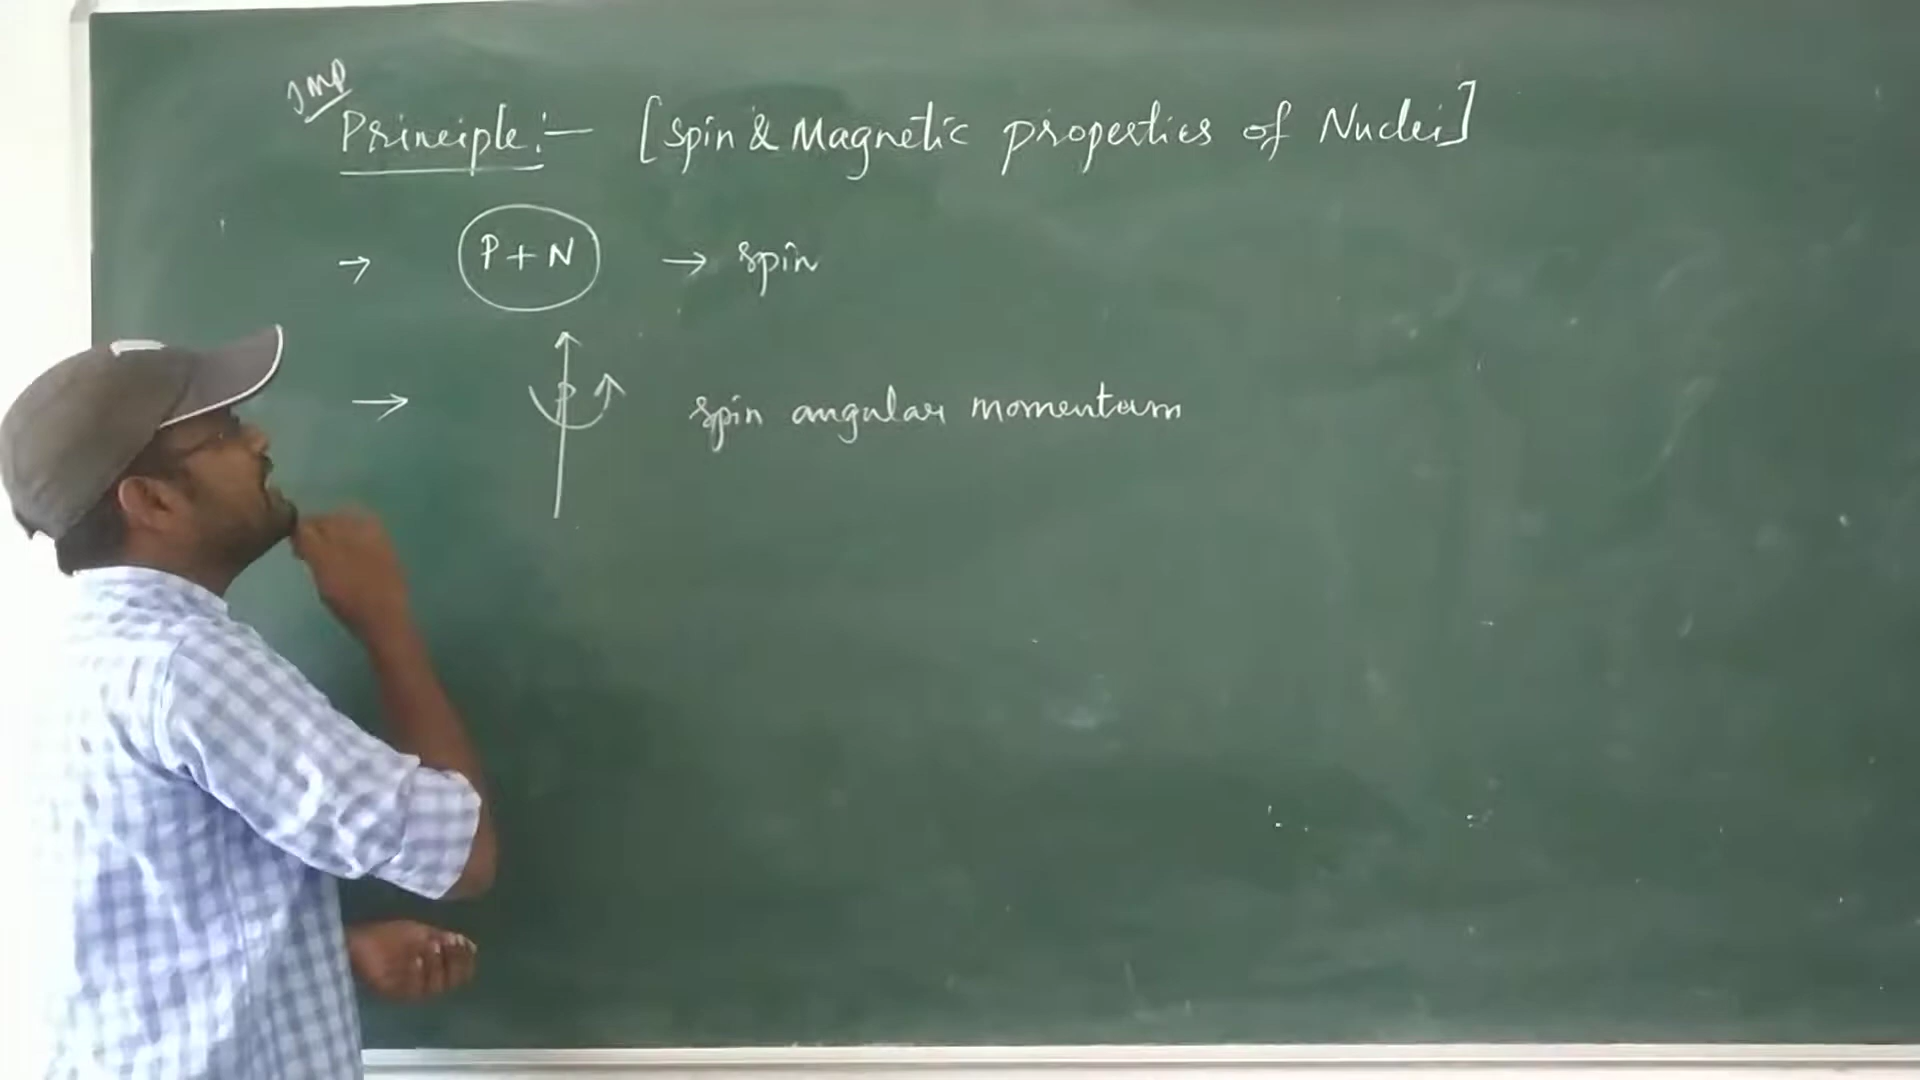 IMP
Principle:- [Spin & Magnetic properties of Nuclei]
→ P+N → spin
→ P spin angular momentum